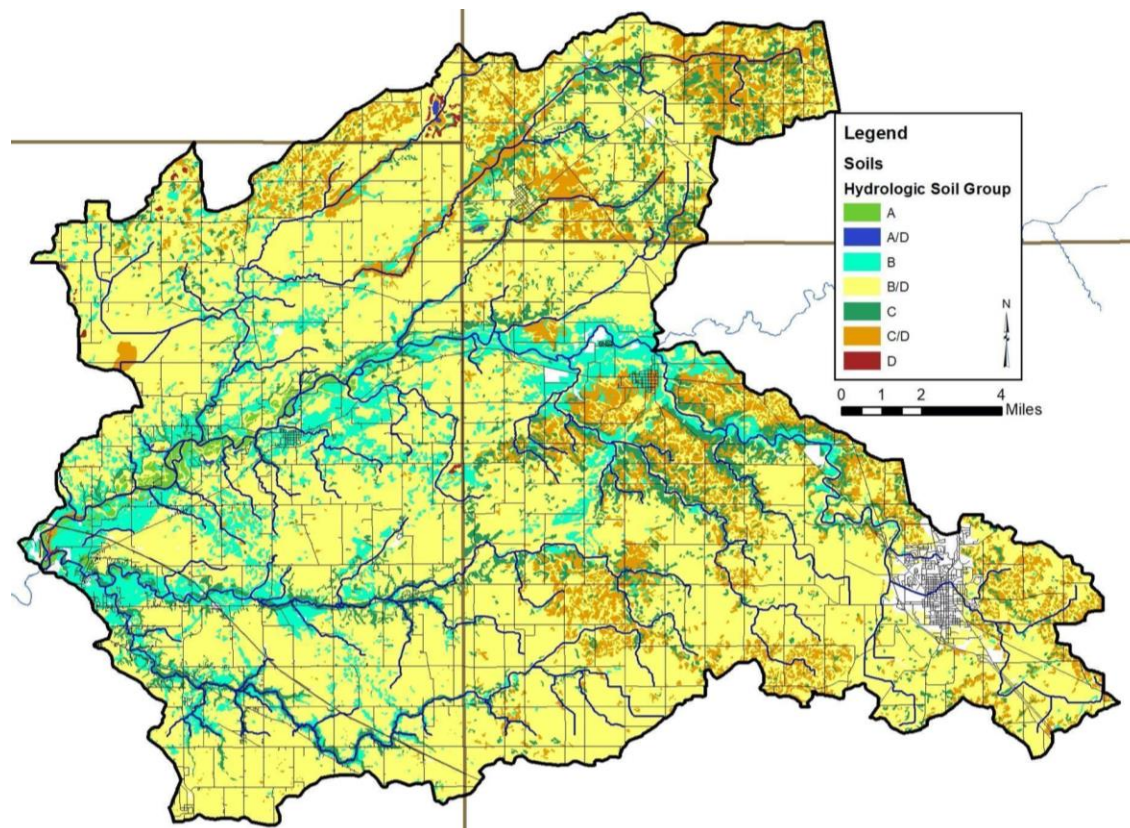 Legend
Soils
Hydrologic Soil Group
A
A/D
B
B/D
C
C/D
D
N
0 1 2 4
Miles